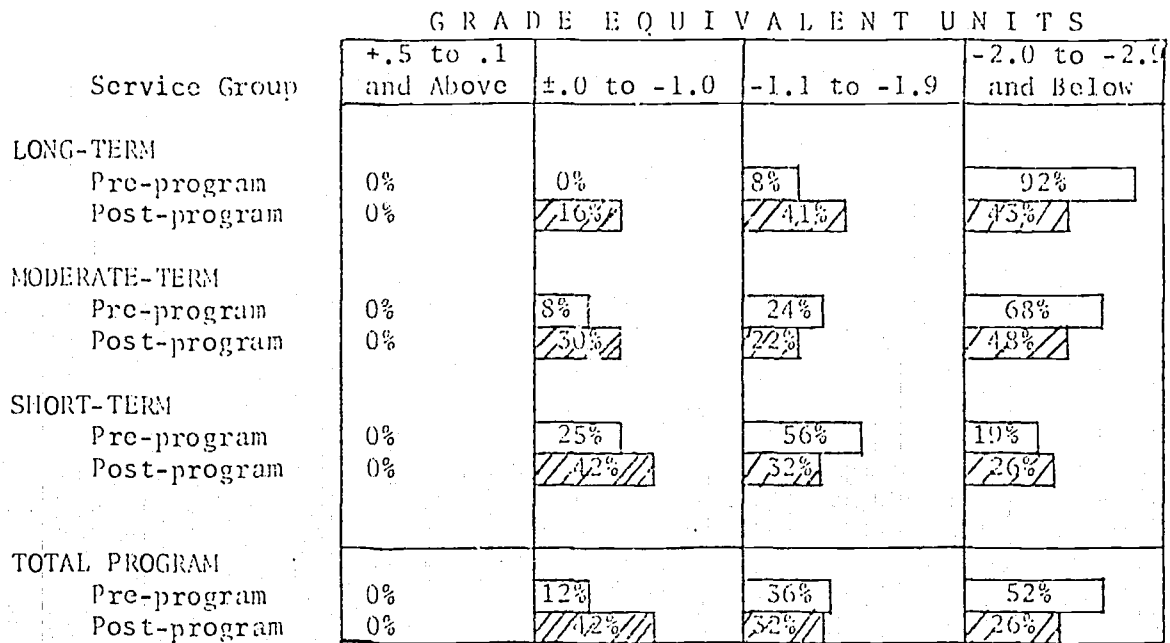 GRADE EQUIVALENT UNITS
Service Group +.5 to .1 and Above ±.0 to -1.0 -1.1 to -1.9 -2.0 to -2.9 and Below
LONG-TERM
Pre-program 0% 0% 8% 92%
Post-program 0% 16% 41% 43%
MODERATE-TERM
Pre-program 0% 8% 24% 68%
Post-program 0% 30% 22% 48%
SHORT-TERM
Pre-program 0% 25% 56% 19%
Post-program 0% 42% 32% 26%
TOTAL PROGRAM
Pre-program 0% 12% 36% 52%
Post-program 0% 42% 32% 26%